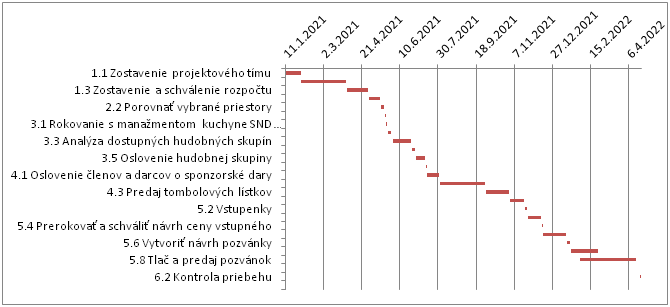 11.1.2021
2.3.2021
21.4.2021
10.6.2021
30.7.2021
18.9.2021
7.11.2021
27.12.2021
15.2.2022
6.4.2022
1.1 Zostavenie projektového tímu
1.3 Zostavenie a schválenie rozpočtu
2.2 Porovnať vybrané priestory
3.1 Rokovanie s manažmentom kuchyne SND...
3.3 Analýza dostupných hudobných skupín
3.5 Oslovenie hudobnej skupiny
4.1 Oslovenie členov a darcov o sponzorské dary
4.3 Predaj tombolových lístkov
5.2 Vstupenky
5.4 Prerokovať a schváliť návrh ceny vstupného
5.6 Vytvoriť návrh pozvánky
5.8 Tlač a predaj pozvánok
6.2 Kontrola priebehu